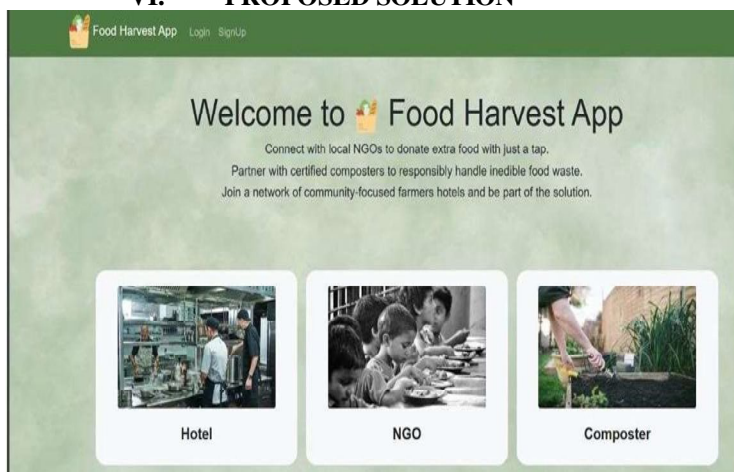 VI. PROPOSED SOLUTION
Food Harvest App Login SignUp
Welcome to Food Harvest App
Connect with local NGOs to donate extra food with just a tap.
Partner with certified composters to responsibly handle inedible food waste.
Join a network of community-focused farmers hotels and be part of the solution.
Hotel
NGO
Composter